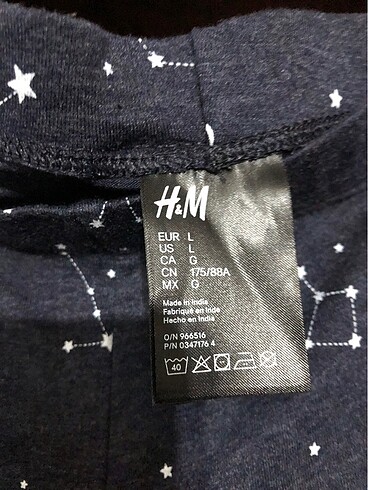 H&M
EUR L
US L
CA G
CN 175/88A
MX G
Made in India
Fabriqué en Inde
Hecho en India
O/N 966516
P/N 0347176 4
40